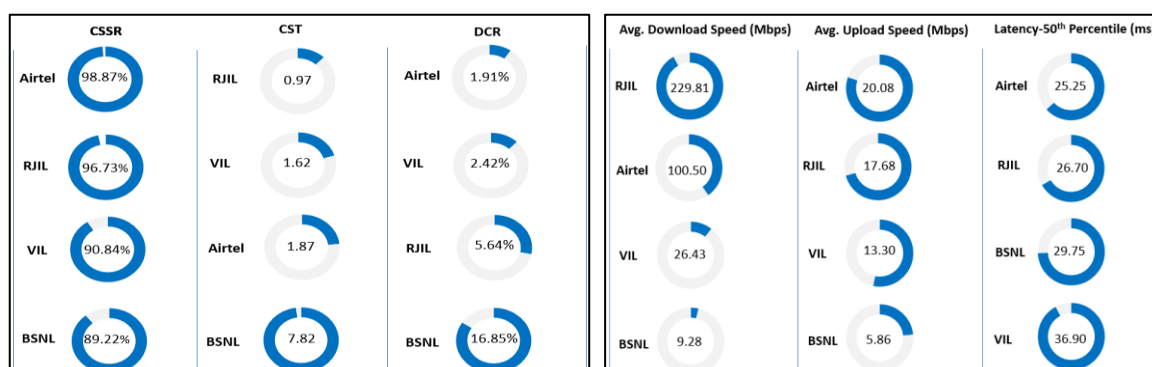 CSSR CST DCR
Airtel 98.87% RJIL 0.97 Airtel 1.91%
RJIL 96.73% VIL 1.62 VIL 2.42%
VIL 90.84% Airtel 1.87 RJIL 5.64%
BSNL 89.22% BSNL 7.82 BSNL 16.85%
Avg. Download Speed (Mbps) Avg. Upload Speed (Mbps) Latency-50th Percentile (ms
RJIL 229.81 Airtel 20.08 Airtel 25.25
Airtel 100.50 RJIL 17.68 RJIL 26.70
VIL 26.43 VIL 13.30 BSNL 29.75
BSNL 9.28 BSNL 5.86 VIL 36.90